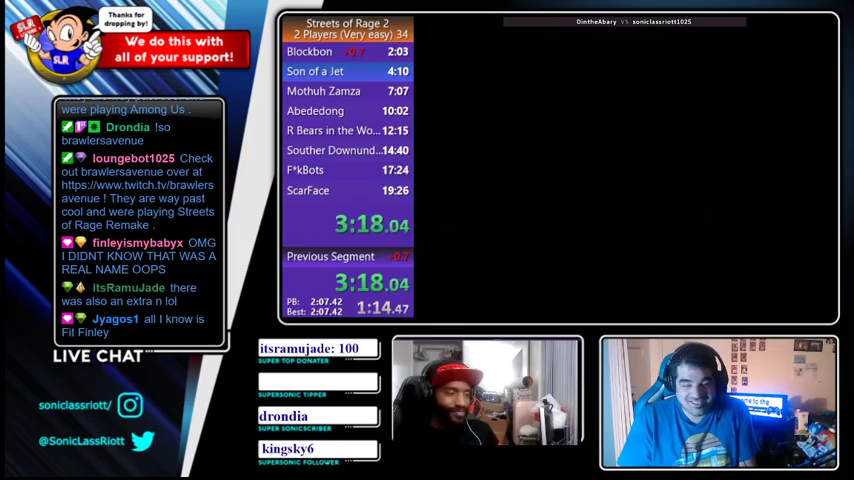 Thanks for
dropping by!
SLR
SLR
We do this with
all of your support!
were playing Among Us .
Drondia !so
brawlersavenue
loungebot1025 Check
out brawlersavenue over at
https://www.twitch.tv/brawlers
avenue ! They are way past
cool and were playing Streets
of Rage Remake .
finleyismybabyx OMG
I DIDNT KNOW THAT WAS A
REAL NAME OOPS
ItsRamuJade there
was also an extra n lol
Jyagos1 all I know is
Fit Finley
LIVE CHAT
soniclassriott/
@SonicLassRiott
Streets of Rage 2
2 Players (Very easy) 34
Blockbon +0.7 2:03
Son of a Jet 4:10
Mothuh Zamza 7:07
Abededong 10:02
R Bears in the Wo... 12:15
Souther Downund... 14:40
F*kBots 17:24
ScarFace 19:26
3:18.04
Previous Segment +0.7
3:18.04
PB: 2:07.42
Best: 2:07.42
1:14.47
DintheAbary VS soniclassriott1025
itsramujade: 100
SUPER TOP DONATER
SUPERSONIC TIPPER
drondia
SUPER SONICSCRIBER
kingsky6
SUPERSONIC FOLLOWER